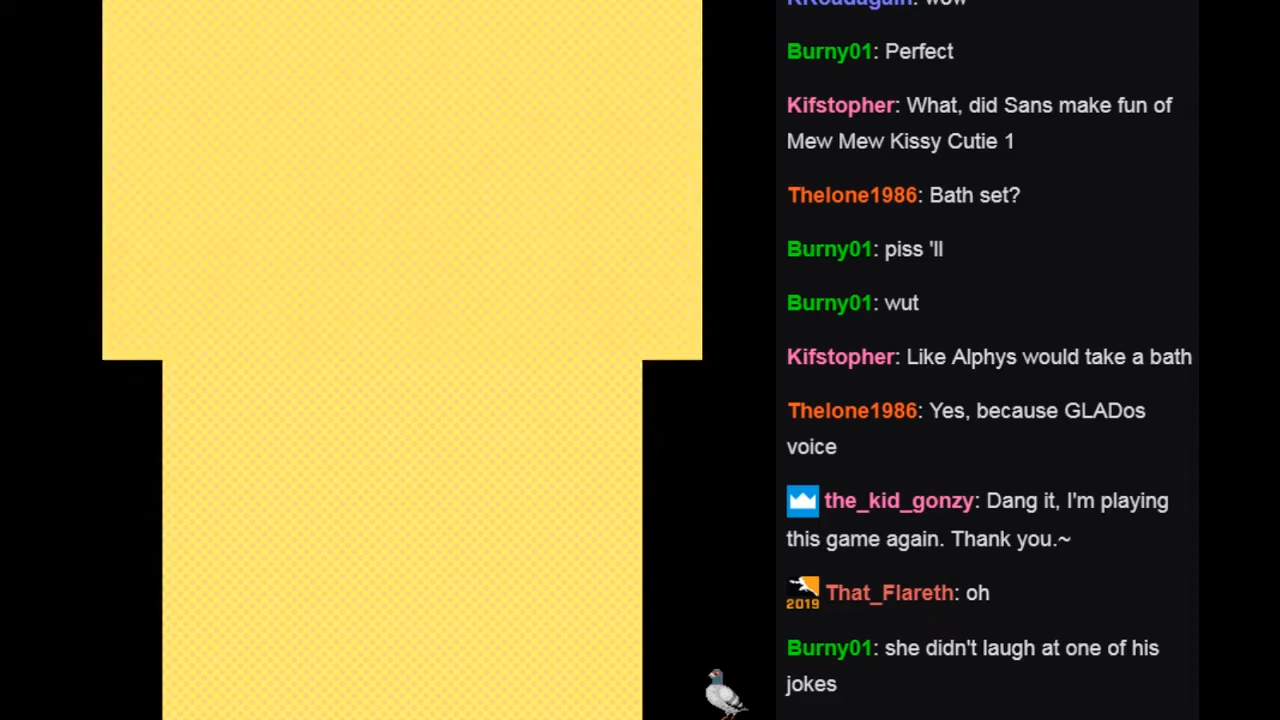 KRoadagain: wow
Burny01: Perfect
Kifstopher: What, did Sans make fun of
Mew Mew Kissy Cutie 1
Thelone1986: Bath set?
Burny01: piss 'll
Burny01: wut
Kifstopher: Like Alphys would take a bath
Thelone1986: Yes, because GLADos
voice
the_kid_gonzy: Dang it, I'm playing
this game again. Thank you.~
2019 That_Flareth: oh
Burny01: she didn't laugh at one of his
jokes